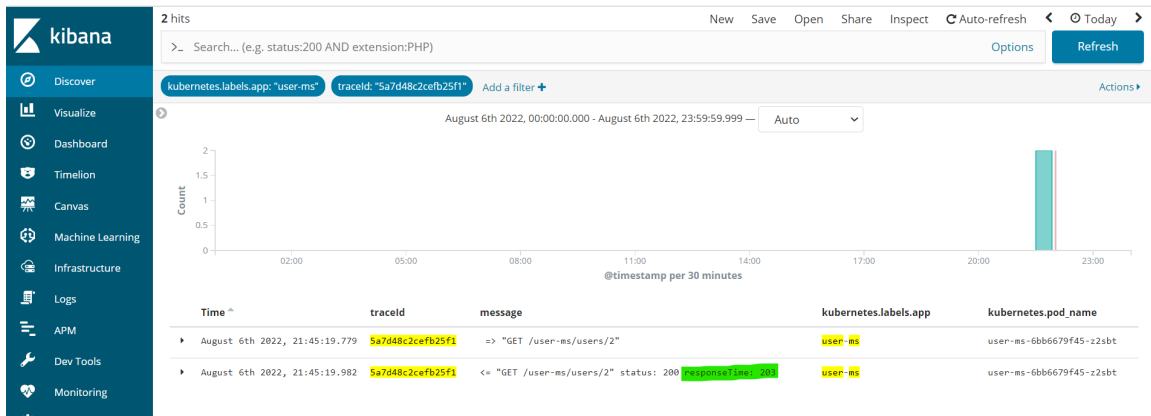 kibana
Discover
Visualize
Dashboard
Timelion
Canvas
Machine Learning
Infrastructure
Logs
APM
Dev Tools
Monitoring
2 hits
New Save Open Share Inspect Auto-refresh Today
>_ Search... (e.g. status:200 AND extension:PHP) Options Refresh
kubernetes.labels.app: "user-ms" traceId: "5a7d48c2cefb25f1" Add a filter + Actions
August 6th 2022, 00:00:00.000 - August 6th 2022, 23:59:59.999 — Auto
2
1.5
1
0.5
0
Count
02:00 05:00 08:00 11:00 14:00 17:00 20:00 23:00
@timestamp per 30 minutes
Time traceId message kubernetes.labels.app kubernetes.pod_name
August 6th 2022, 21:45:19.779 5a7d48c2cefb25f1 => "GET /user-ms/users/2" user-ms user-ms-6bb6679f45-z2sbt
August 6th 2022, 21:45:19.982 5a7d48c2cefb25f1 <= "GET /user-ms/users/2" status: 200 responseTime: 203 user-ms user-ms-6bb6679f45-z2sbt